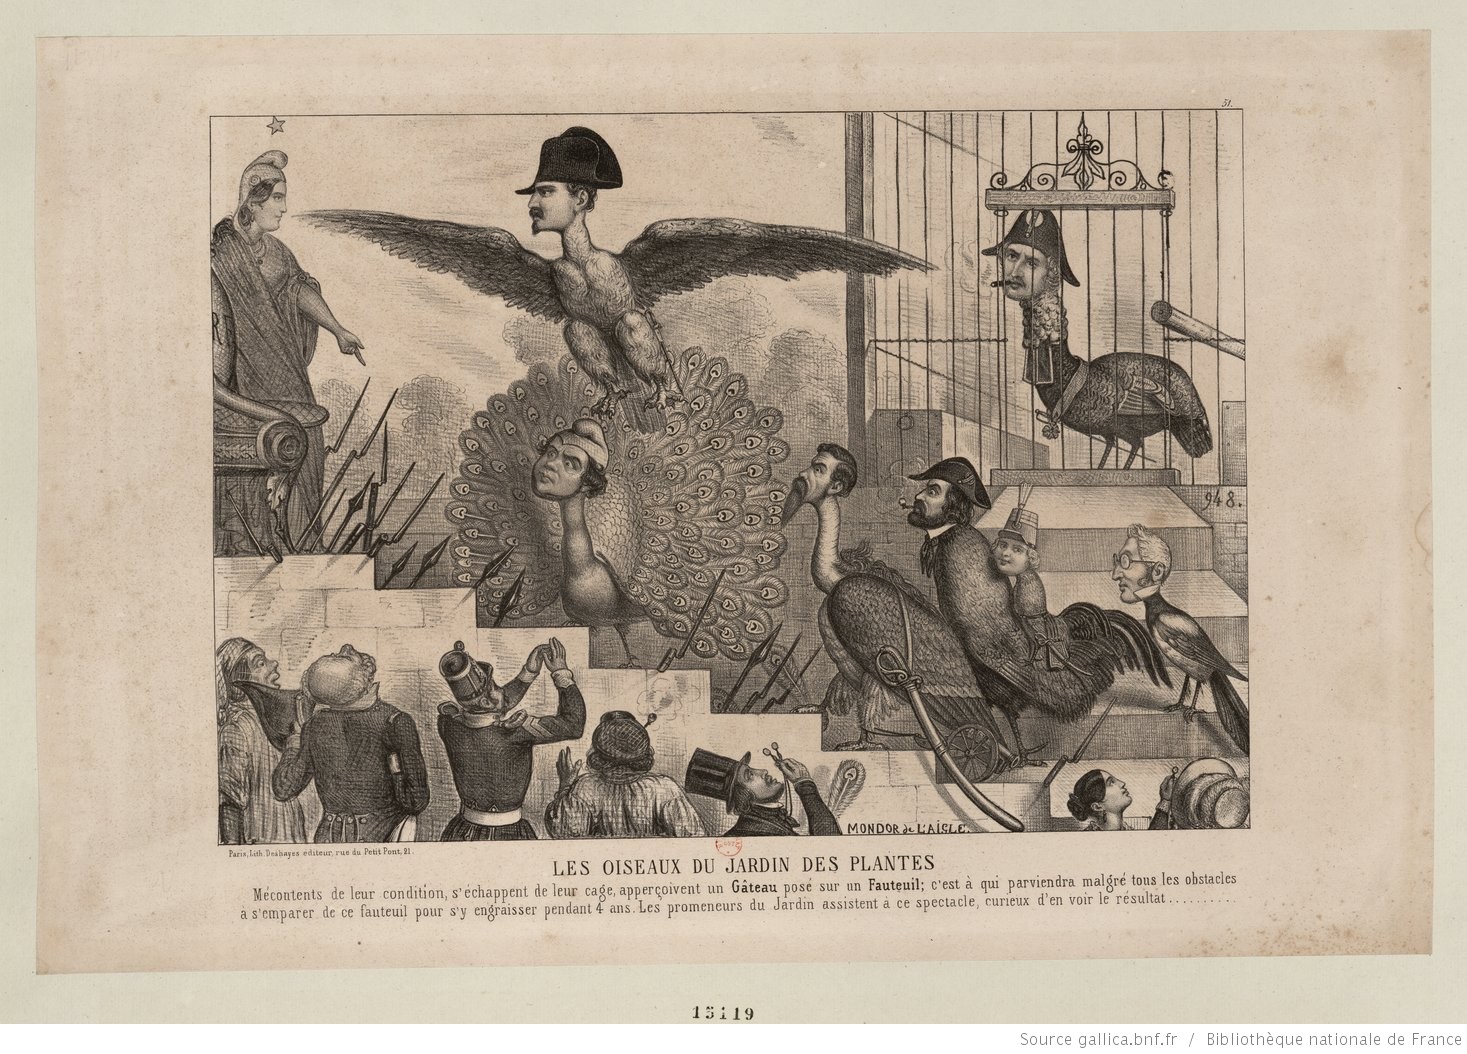 51.
948.
MONDOR de L'AIGLE.
Paris, Lith. Deshayes éditeur, rue du Petit Pont, 21.
LES OISEAUX DU JARDIN DES PLANTES
Mécontents de leur condition, s'échappent de leur cage, apperçoivent un Gâteau posé sur un Fauteuil; c'est à qui parviendra malgré tous les obstacles
a s'emparer de ce fauteuil pour s'y engraisser pendant 4 ans. Les promeneurs du Jardin assistent à ce spectacle, curieux d'en voir le résultat..........
15119
Source gallica.bnf.fr / Bibliothèque nationale de France